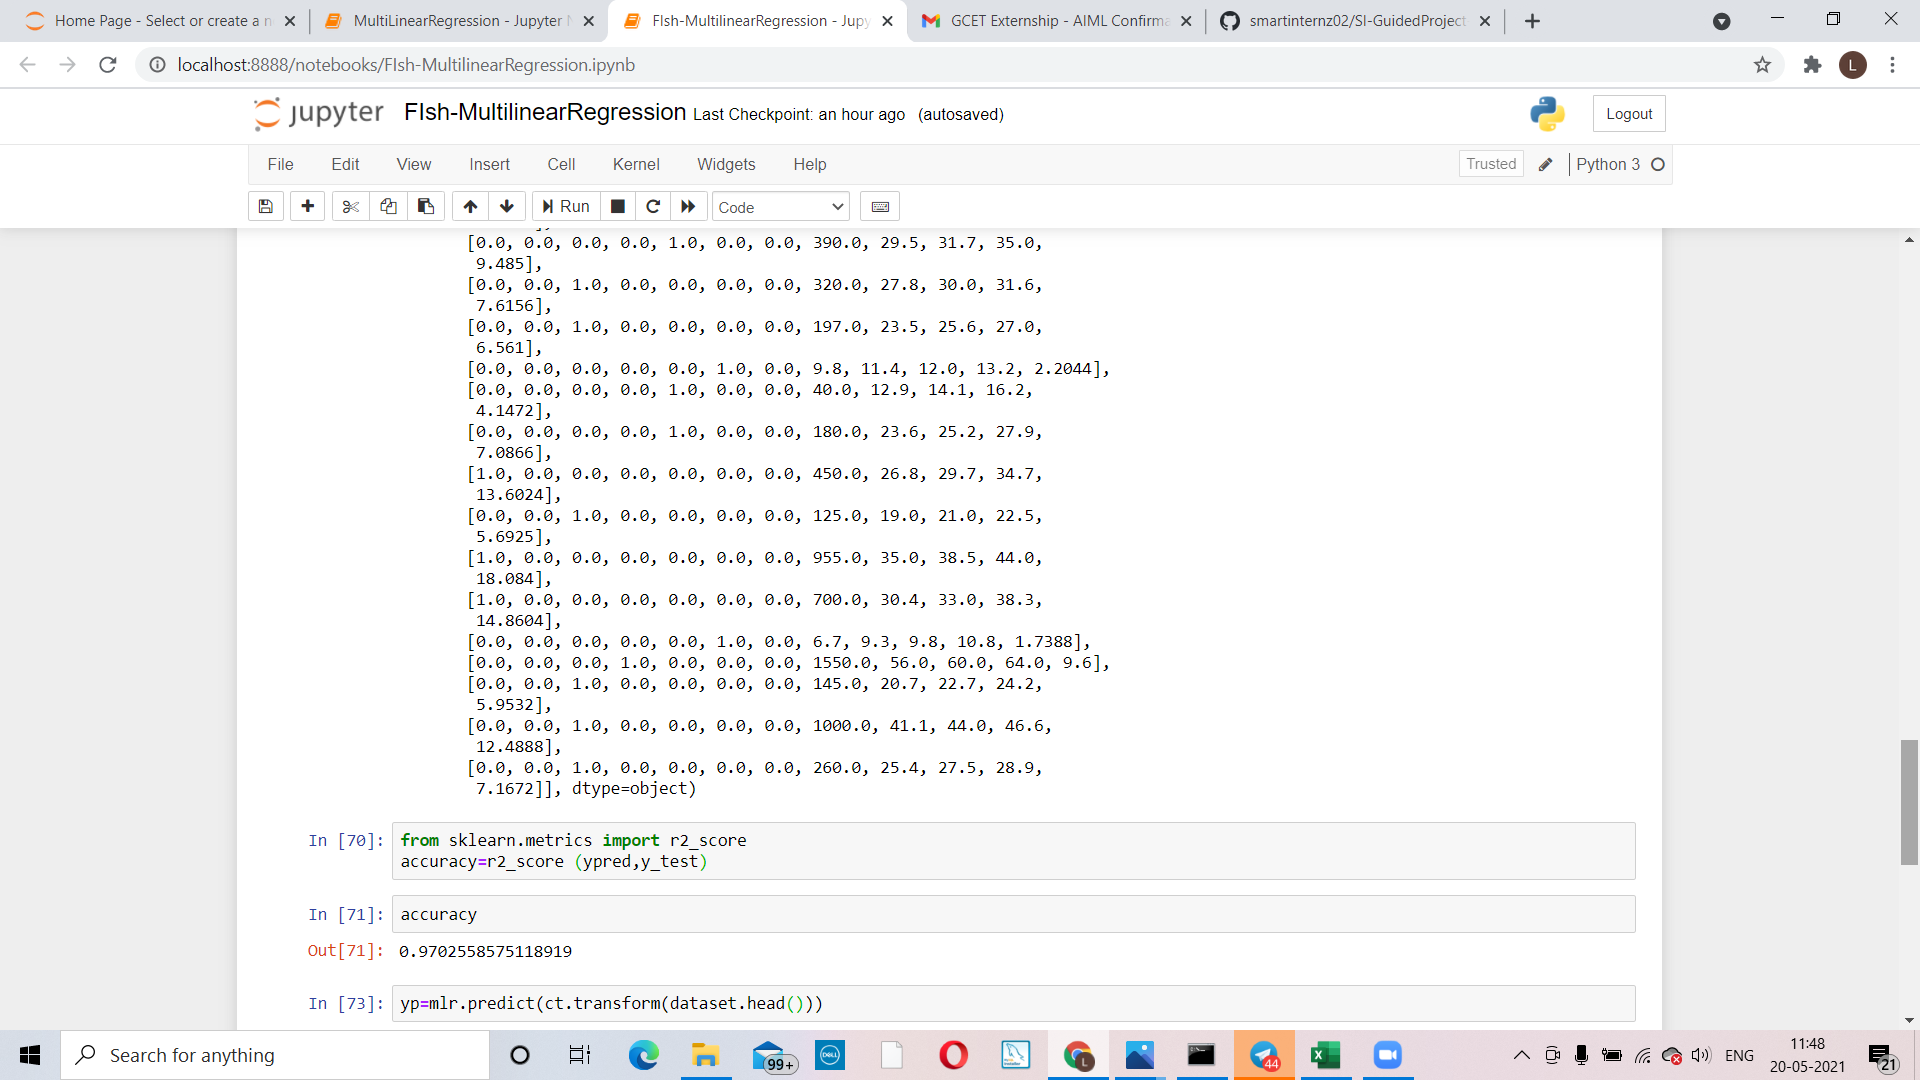 Home Page - Select or create a n
MultiLinearRegression - Jupyter N
FIsh-MultilinearRegression - Jupy
GCET Externship - AIML Confirma
smartinternz02/SI-GuidedProject
localhost:8888/notebooks/FIsh-MultilinearRegression.ipynb
L
jupyter FIsh-MultilinearRegression Last Checkpoint: an hour ago (autosaved)
Logout
File Edit View Insert Cell Kernel Widgets Help
Trusted Python 3
Run Code
[0.0, 0.0, 0.0, 0.0, 1.0, 0.0, 0.0, 390.0, 29.5, 31.7, 35.0,
9.485],
[0.0, 0.0, 1.0, 0.0, 0.0, 0.0, 0.0, 320.0, 27.8, 30.0, 31.6,
7.6156],
[0.0, 0.0, 1.0, 0.0, 0.0, 0.0, 0.0, 197.0, 23.5, 25.6, 27.0,
6.561],
[0.0, 0.0, 0.0, 0.0, 0.0, 1.0, 0.0, 9.8, 11.4, 12.0, 13.2, 2.2044],
[0.0, 0.0, 0.0, 0.0, 1.0, 0.0, 0.0, 40.0, 12.9, 14.1, 16.2,
4.1472],
[0.0, 0.0, 0.0, 0.0, 1.0, 0.0, 0.0, 180.0, 23.6, 25.2, 27.9,
7.0866],
[1.0, 0.0, 0.0, 0.0, 0.0, 0.0, 0.0, 450.0, 26.8, 29.7, 34.7,
13.6024],
[0.0, 0.0, 1.0, 0.0, 0.0, 0.0, 0.0, 125.0, 19.0, 21.0, 22.5,
5.6925],
[1.0, 0.0, 0.0, 0.0, 0.0, 0.0, 0.0, 955.0, 35.0, 38.5, 44.0,
18.084],
[1.0, 0.0, 0.0, 0.0, 0.0, 0.0, 0.0, 700.0, 30.4, 33.0, 38.3,
14.8604],
[0.0, 0.0, 0.0, 0.0, 0.0, 1.0, 0.0, 6.7, 9.3, 9.8, 10.8, 1.7388],
[0.0, 0.0, 0.0, 1.0, 0.0, 0.0, 0.0, 1550.0, 56.0, 60.0, 64.0, 9.6],
[0.0, 0.0, 1.0, 0.0, 0.0, 0.0, 0.0, 145.0, 20.7, 22.7, 24.2,
5.9532],
[0.0, 0.0, 1.0, 0.0, 0.0, 0.0, 0.0, 1000.0, 41.1, 44.0, 46.6,
12.4888],
[0.0, 0.0, 1.0, 0.0, 0.0, 0.0, 0.0, 260.0, 25.4, 27.5, 28.9,
7.1672]], dtype=object)
In [70]: from sklearn.metrics import r2_score
accuracy=r2_score (ypred,y_test)
In [71]: accuracy
Out[71]: 0.9702558575118919
In [73]: yp=mlr.predict(ct.transform(dataset.head()))
Search for anything
99+
DELL
L
44
ENG
11:48
20-05-2021
21